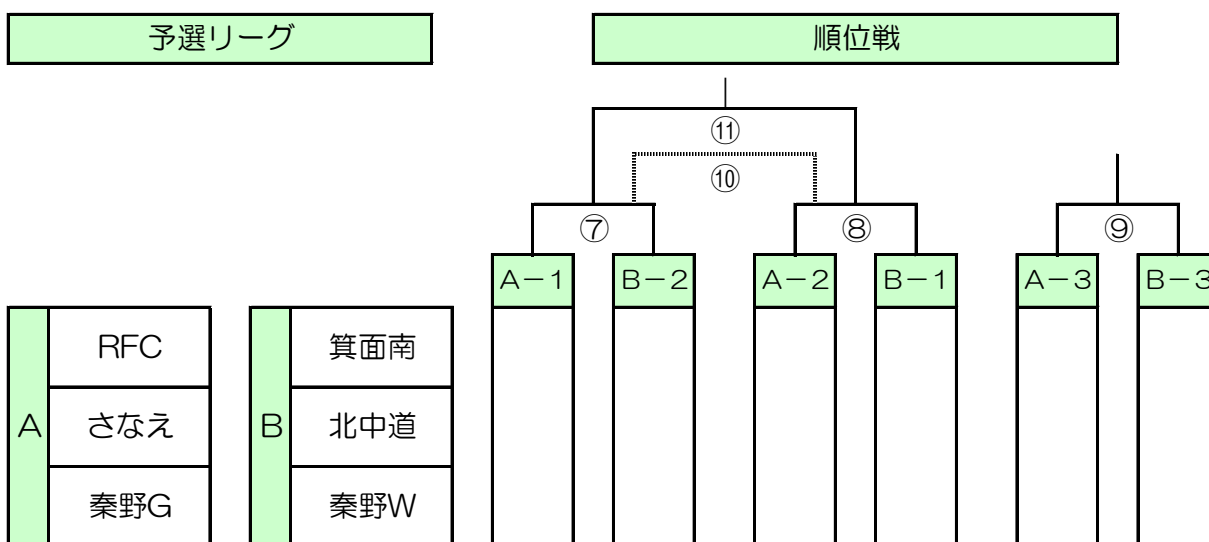 予選リーグ
順位戦
⑪
⑩
⑦
⑧
⑨
A－1
B－2
A－2
B－1
A－3
B－3
A
RFC
さなえ
秦野G
B
箕面南
北中道
秦野W